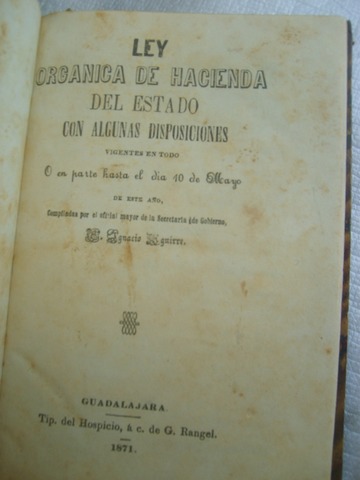 LEY
ORGANICA DE HACIENDA
DEL ESTADO
CON ALGUNAS DISPOSICIONES
VIGENTES EN TODO
O en parte hasta el dia 10 de Mayo
DE ESTE AÑO,
Compiladas por el oficial mayor de la Secretaria de Gobierno,
Ignacio Aguirre.
GUADALAJARA.
Tip. del Hospicio, á c. de G. Rangel.
1871.